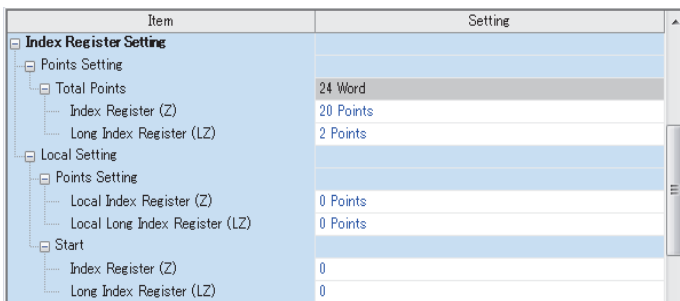 Item Setting
Index Register Setting
Points Setting
Total Points 24 Word
Index Register (Z) 20 Points
Long Index Register (LZ) 2 Points
Local Setting
Points Setting
Local Index Register (Z) 0 Points
Local Long Index Register (LZ) 0 Points
Start
Index Register (Z) 0
Long Index Register (LZ) 0